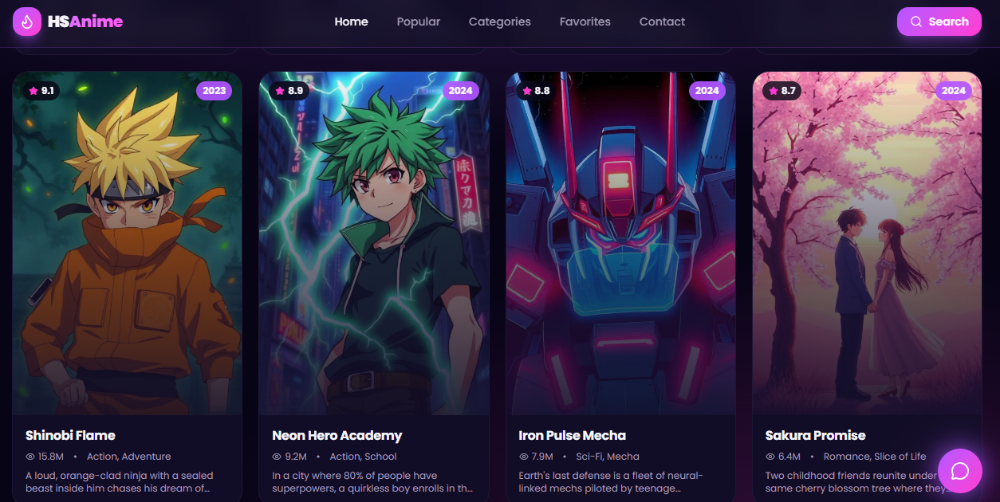 HSAnime
Home
Popular
Categories
Favorites
Contact
Search
9.1
2023
8.9
2024
8.8
2024
8.7
2024
Shinobi Flame
15.8M • Action, Adventure
A loud, orange-clad ninja with a sealed
beast inside him chases his dream of...
Neon Hero Academy
9.2M • Action, School
In a city where 80% of people have
superpowers, a quirkless boy enrolls in th...
Iron Pulse Mecha
7.9M • Sci-Fi, Mecha
Earth's last defense is a fleet of neural-
linked mechs piloted by teenage...
Sakura Promise
6.4M • Romance, Slice of Life
Two childhood friends reunite under
same cherry blossom tree where they...